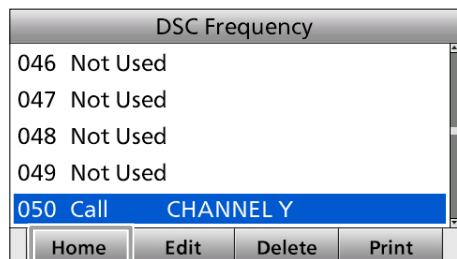 DSC Frequency
046 Not Used
047 Not Used
048 Not Used
049 Not Used
050 Call CHANNEL Y
Home Edit Delete Print